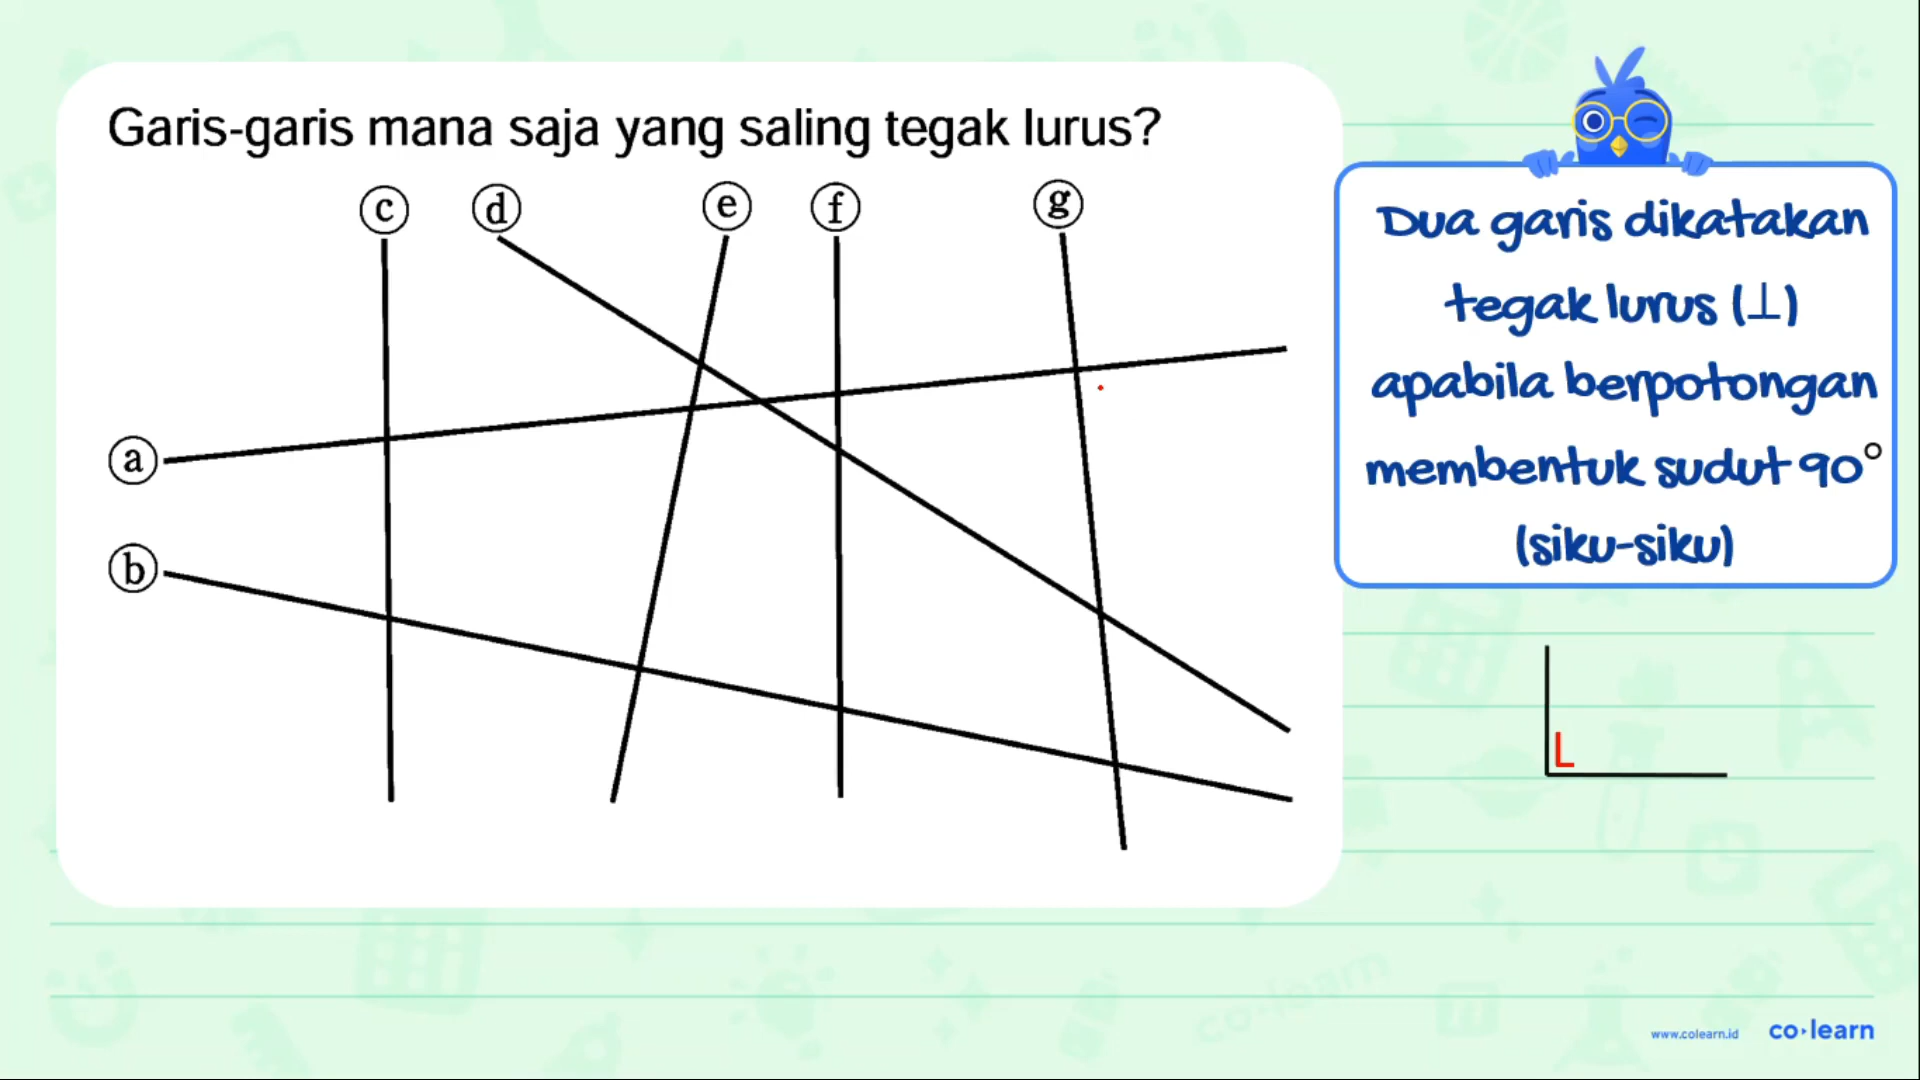 Garis-garis mana saja yang saling tegak lurus?
c d e f g
a
b
Dua garis dikatakan
tegak lurus (⊥)
apabila berpotongan
membentuk sudut 90°
(siku-siku)
L
www.colearn.id co·learn